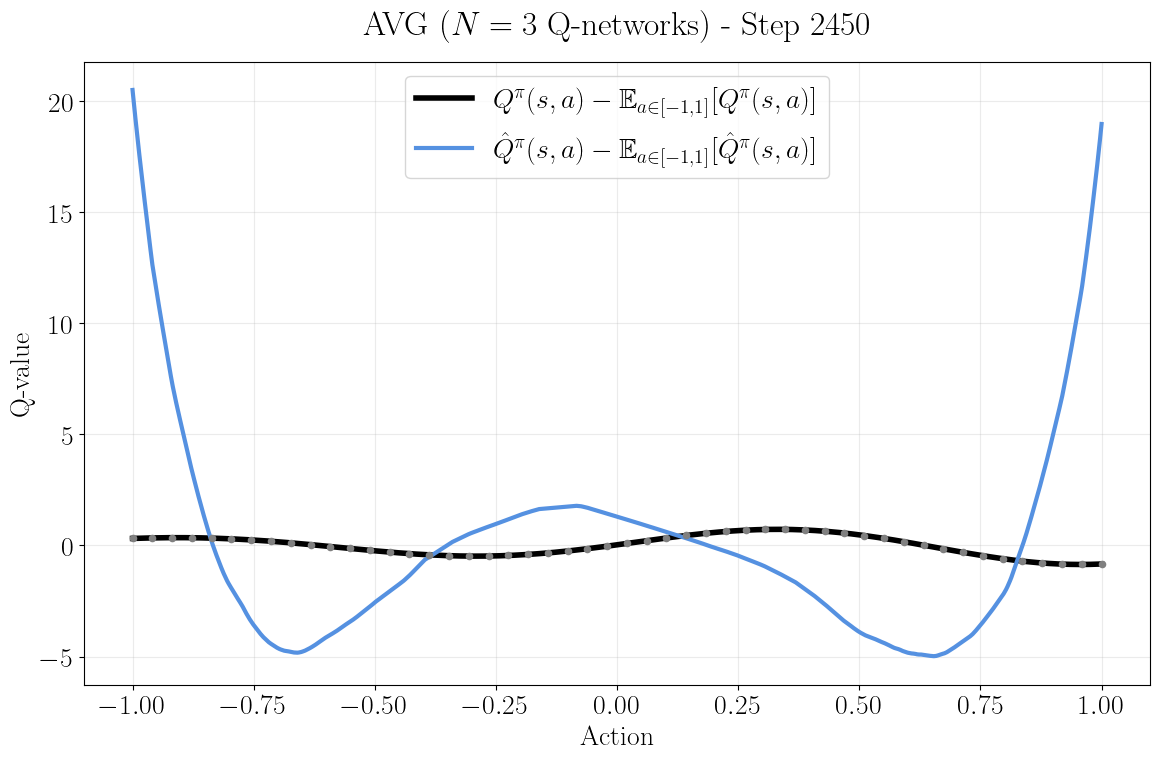 AVG (N = 3 Q-networks) - Step 2450
Q^π(s, a) − 𝔼_{a∈[−1,1]}[Q^π(s, a)]
Q̂^π(s, a) − 𝔼_{a∈[−1,1]}[Q̂^π(s, a)]
Q-value
20
15
10
5
0
−5
−1.00 −0.75 −0.50 −0.25 0.00 0.25 0.50 0.75 1.00
Action